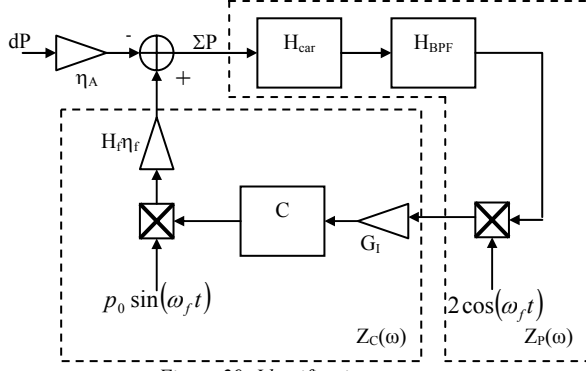 dP
η_A
-
+
ΣP
H_car
H_BPF
H_fη_f
C
G_I
p_0 sin(ω_f t)
2cos(ω_f t)
Z_C(ω)
Z_P(ω)